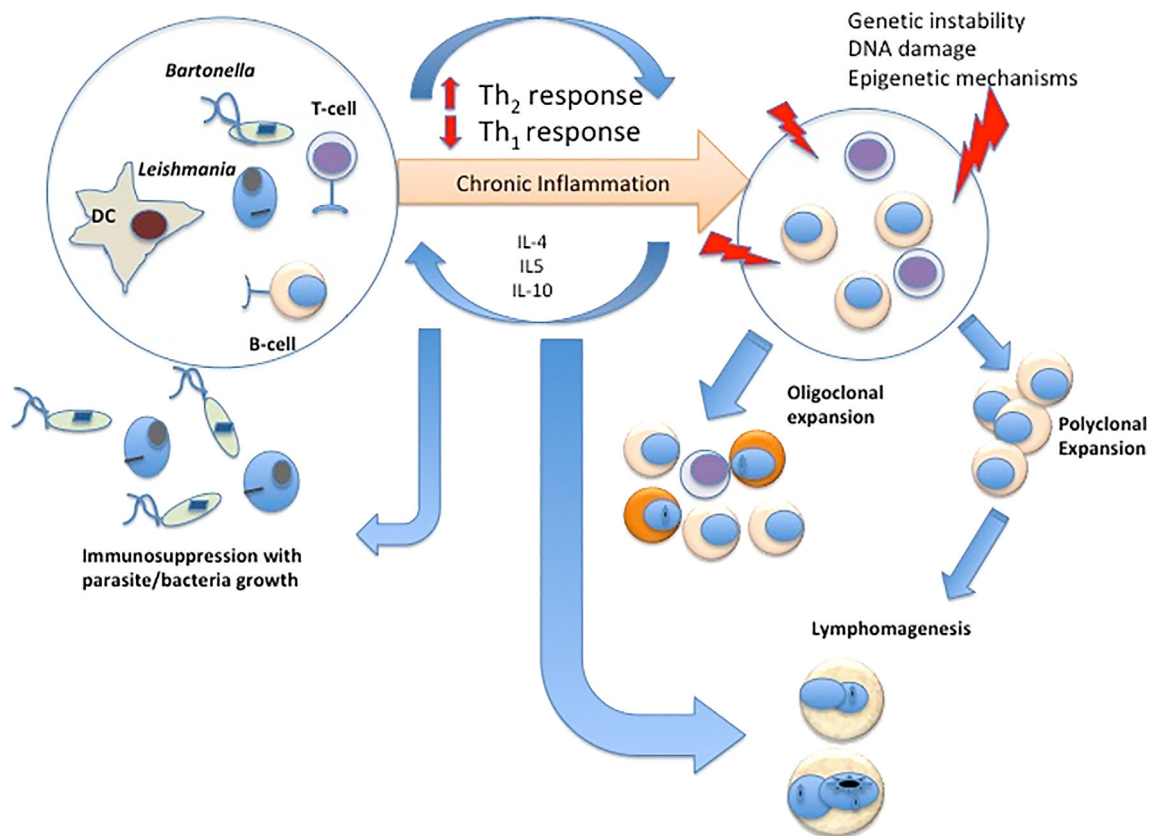 Genetic instability
DNA damage
Epigenetic mechanisms
Bartonella
T-cell
Leishmania
DC
B-cell
Th2 response
Th1 response
Chronic Inflammation
IL-4
IL5
IL-10
Oligoclonal
expansion
Polyclonal
Expansion
Immunosuppression with
parasite/bacteria growth
Lymphomagenesis